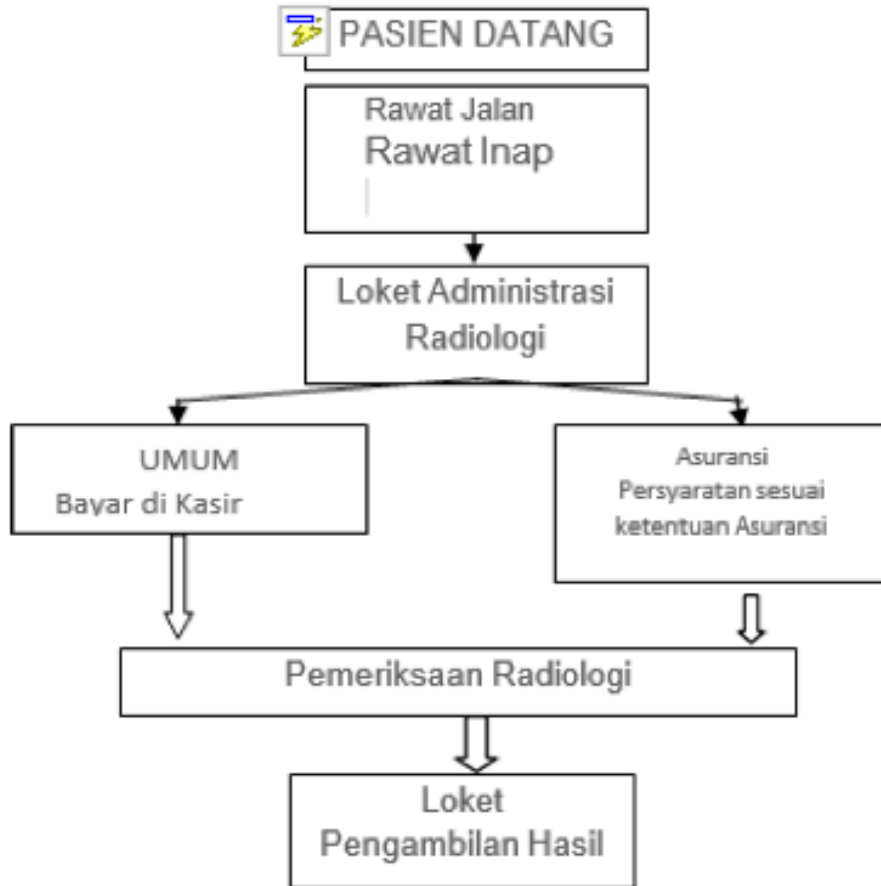 PASIEN DATANG
Rawat Jalan
Rawat Inap
Loket Administrasi
Radiologi
UMUM
Bayar di Kasir
Asuransi
Persyaratan sesuai
ketentuan Asuransi
Pemeriksaan Radiologi
Loket
Pengambilan Hasil